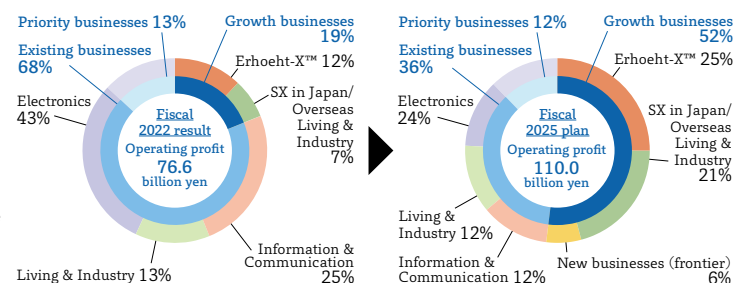 Priority businesses 13%
Growth businesses
19%
Existing businesses
68%
Erhoeht-X™ 12%
Electronics
43%
SX in Japan/
Overseas
Living &
Industry
7%
Fiscal
2022 result
Operating profit
76.6
billion yen
Living & Industry 13%
Information &
Communication
25%
Priority businesses 12%
Growth businesses
52%
Existing businesses
36%
Erhoeht-X™ 25%
Electronics
24%
SX in Japan/
Overseas
Living &
Industry
21%
Fiscal
2025 plan
Operating profit
110.0
billion yen
Living &
Industry 12%
Information &
Communication 12%
New businesses (frontier)
6%